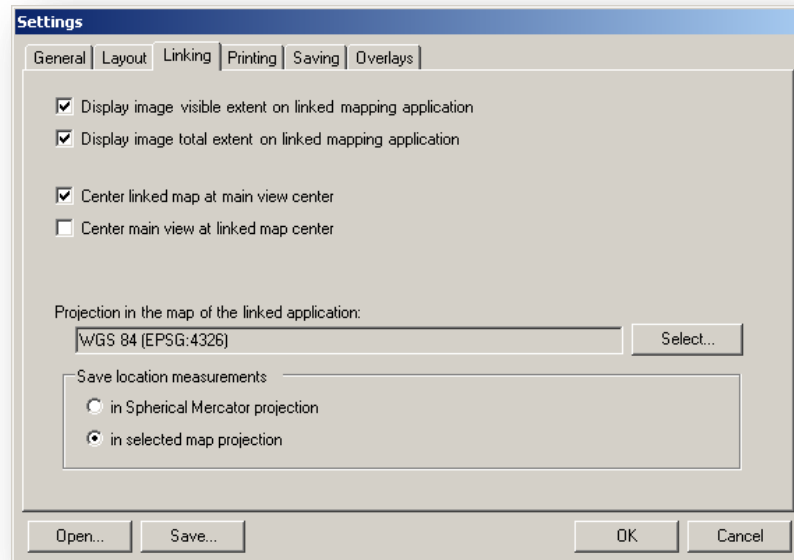 Settings
General Layout Linking Printing Saving Overlays
Display image visible extent on linked mapping application
Display image total extent on linked mapping application
Center linked map at main view center
Center main view at linked map center
Projection in the map of the linked application:
WGS 84 (EPSG:4326) Select...
Save location measurements
in Spherical Mercator projection
in selected map projection
Open... Save... OK Cancel